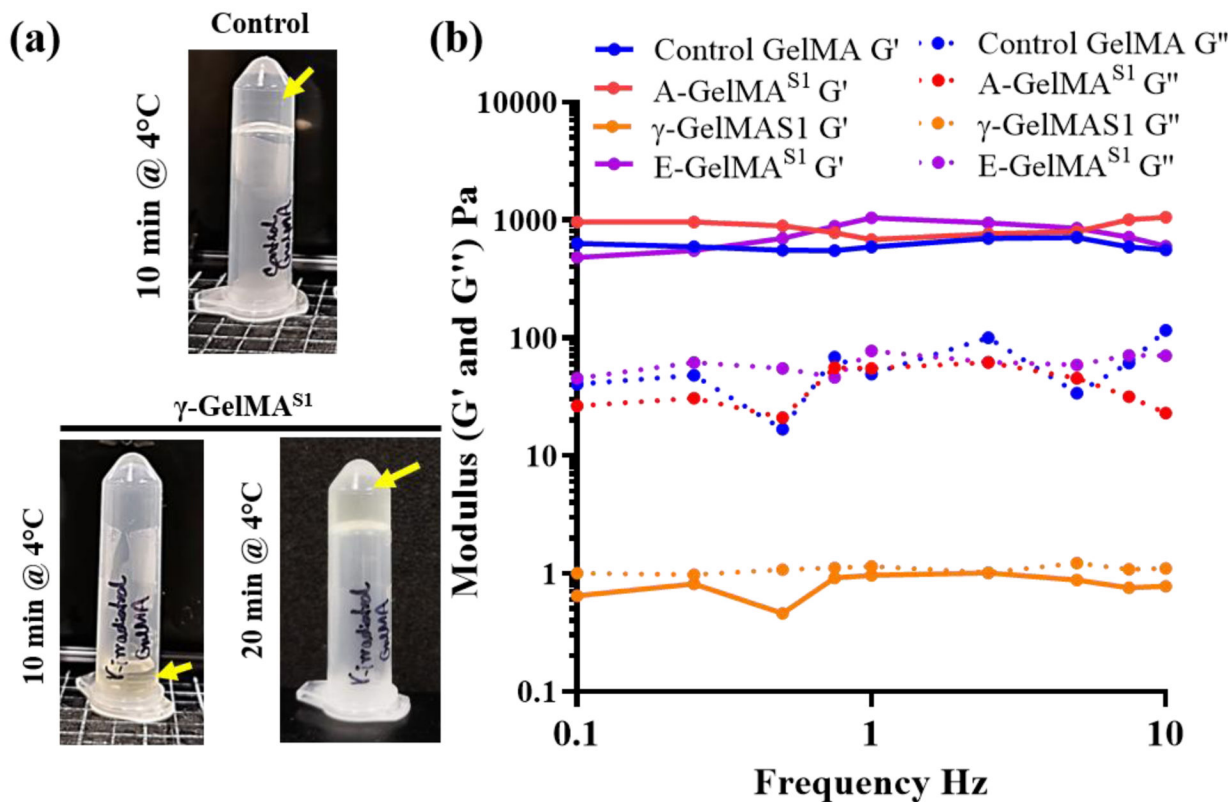 (a)
Control
10 min @ 4°C
Control
GelMA
γ-GelMA^S1
10 min @ 4°C
γ-irradiated
GelMA
20 min @ 4°C
γ-irradiated
GelMA
(b)
Control GelMA G'
A-GelMA^S1 G'
γ-GelMAS1 G'
E-GelMA^S1 G'
Control GelMA G"
A-GelMA^S1 G"
γ-GelMAS1 G"
E-GelMA^S1 G"
Modulus (G' and G") Pa
10000
1000
100
10
1
0.1
0.1
1
10
Frequency Hz